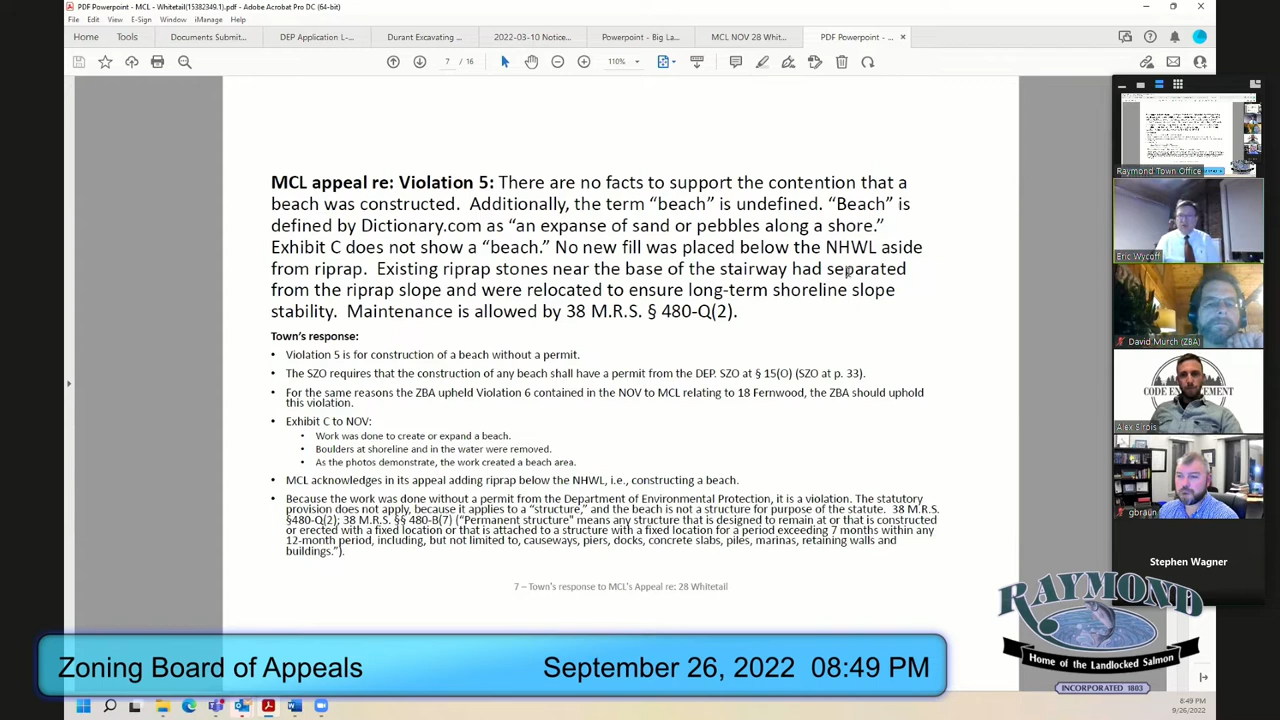 PDF Powerpoint - MCL - Whitetail(15382349.1).pdf - Adobe Acrobat Pro DC (64-bit)
File Edit View E-Sign Window iManage Help
Home Tools Documents Submit... DEP Application L-... Durant Excavating ... 2022-03-10 Notice... Powerpoint - Big La... MCL NOV 28 Whit... PDF Powerpoint - ... ×
7 / 16 110%
MCL appeal re: Violation 5: There are no facts to support the contention that a
beach was constructed. Additionally, the term “beach” is undefined. “Beach” is
defined by Dictionary.com as “an expanse of sand or pebbles along a shore.”
Exhibit C does not show a “beach.” No new fill was placed below the NHWL aside
from riprap. Existing riprap stones near the base of the stairway had separated
from the riprap slope and were relocated to ensure long-term shoreline slope
stability. Maintenance is allowed by 38 M.R.S. § 480-Q(2).
Town’s response:
• Violation 5 is for construction of a beach without a permit.
• The SZO requires that the construction of any beach shall have a permit from the DEP. SZO at § 15(O) (SZO at p. 33).
• For the same reasons the ZBA upheld Violation 6 contained in the NOV to MCL relating to 18 Fernwood, the ZBA should uphold
this violation.
• Exhibit C to NOV:
• Work was done to create or expand a beach.
• Boulders at shoreline and in the water were removed.
• As the photos demonstrate, the work created a beach area.
• MCL acknowledges in its appeal adding riprap below the NHWL, i.e., constructing a beach.
• Because the work was done without a permit from the Department of Environmental Protection, it is a violation. The statutory
provision does not apply, because it applies to a “structure,” and the beach is not a structure for purpose of the statute. 38 M.R.S.
§480-Q(2); 38 M.R.S. §§ 480-B(7) (“Permanent structure” means any structure that is designed to remain at or that is constructed
or erected with a fixed location or that is attached to a structure with a fixed location for a period exceeding 7 months within any
12-month period, including, but not limited to, causeways, piers, docks, concrete slabs, piles, marinas, retaining walls and
buildings.”).
7 – Town’s response to MCL’s Appeal re: 28 Whitetail
Raymond Town Office
Eric Wycoff
David Murch (ZBA)
CODE ENFORCEMENT
Alex Sirois
gbraun
Stephen Wagner
RAYMOND
Home of the Landlocked Salmon
INCORPORATED 1803
Zoning Board of Appeals September 26, 2022 08:49 PM
8:49 PM
9/26/2022